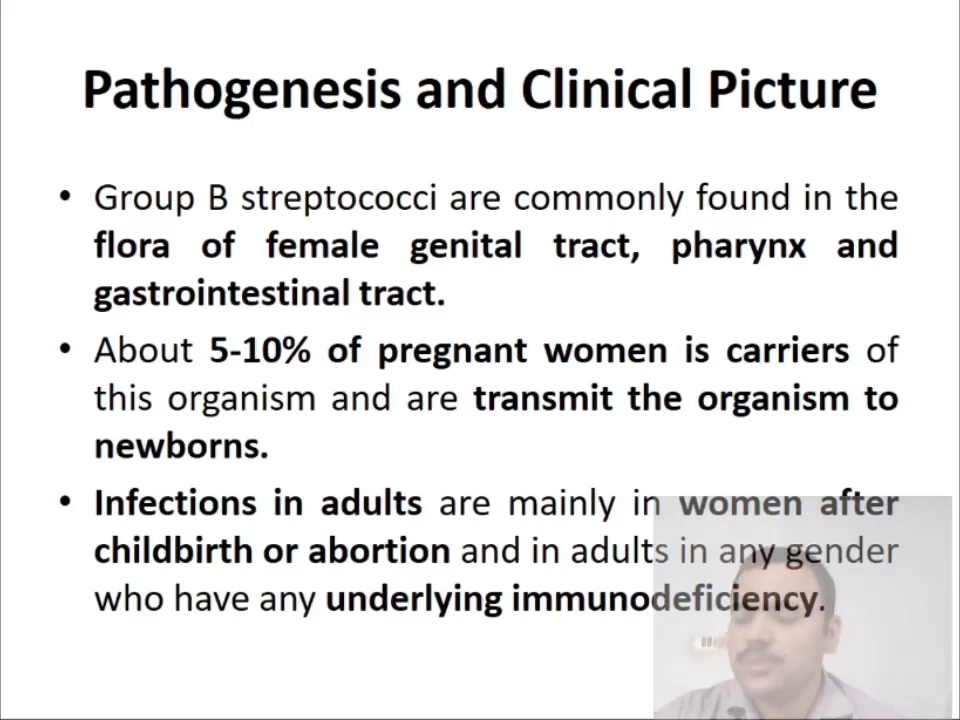 Pathogenesis and Clinical Picture
• Group B streptococci are commonly found in the
flora of female genital tract, pharynx and
gastrointestinal tract.
• About 5-10% of pregnant women is carriers of
this organism and are transmit the organism to
newborns.
• Infections in adults are mainly in women after
childbirth or abortion and in adults in any gender
who have any underlying immunodeficiency.